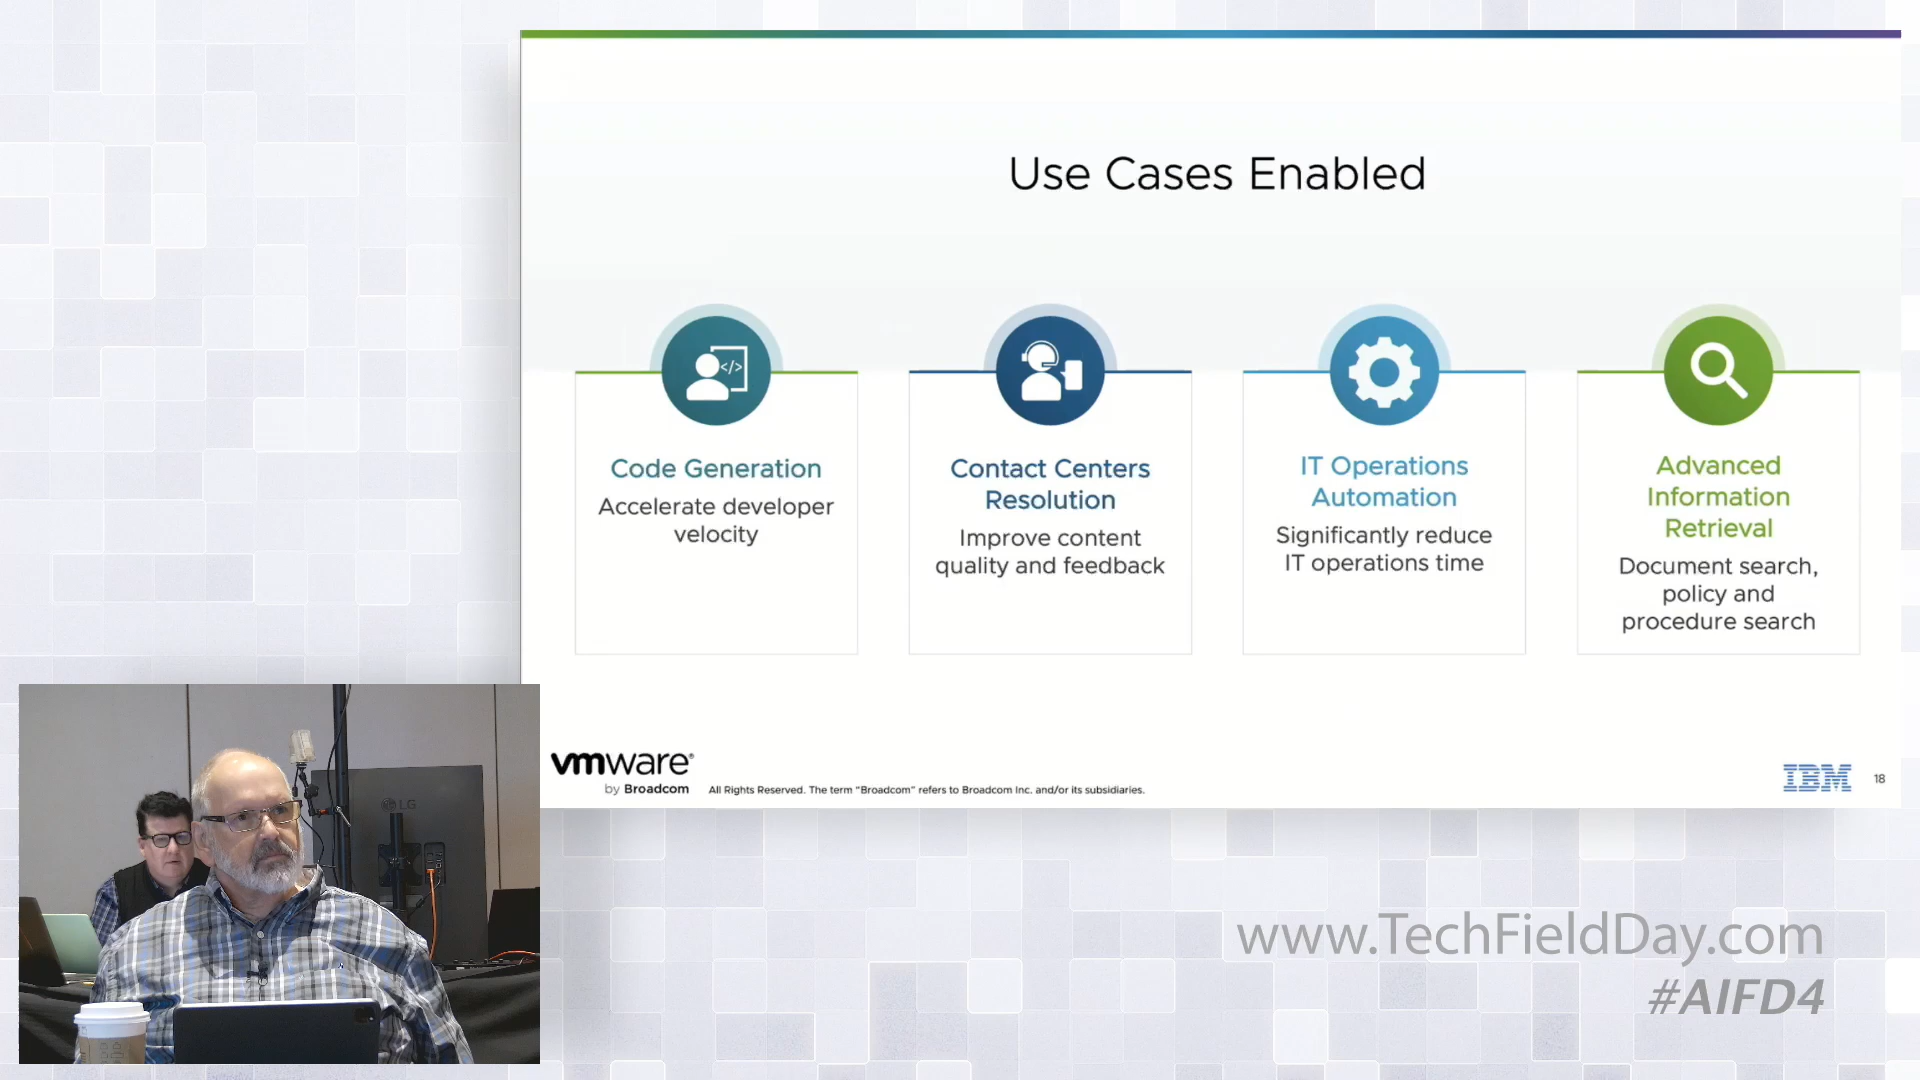 Use Cases Enabled
</>
Code Generation
Accelerate developer
velocity
Contact Centers
Resolution
Improve content
quality and feedback
IT Operations
Automation
Significantly reduce
IT operations time
Advanced
Information
Retrieval
Document search,
policy and
procedure search
vmware®
by Broadcom
All Rights Reserved. The term “Broadcom” refers to Broadcom Inc. and/or its subsidiaries.
IBM
18
LG
www.TechFieldDay.com
#AIFD4